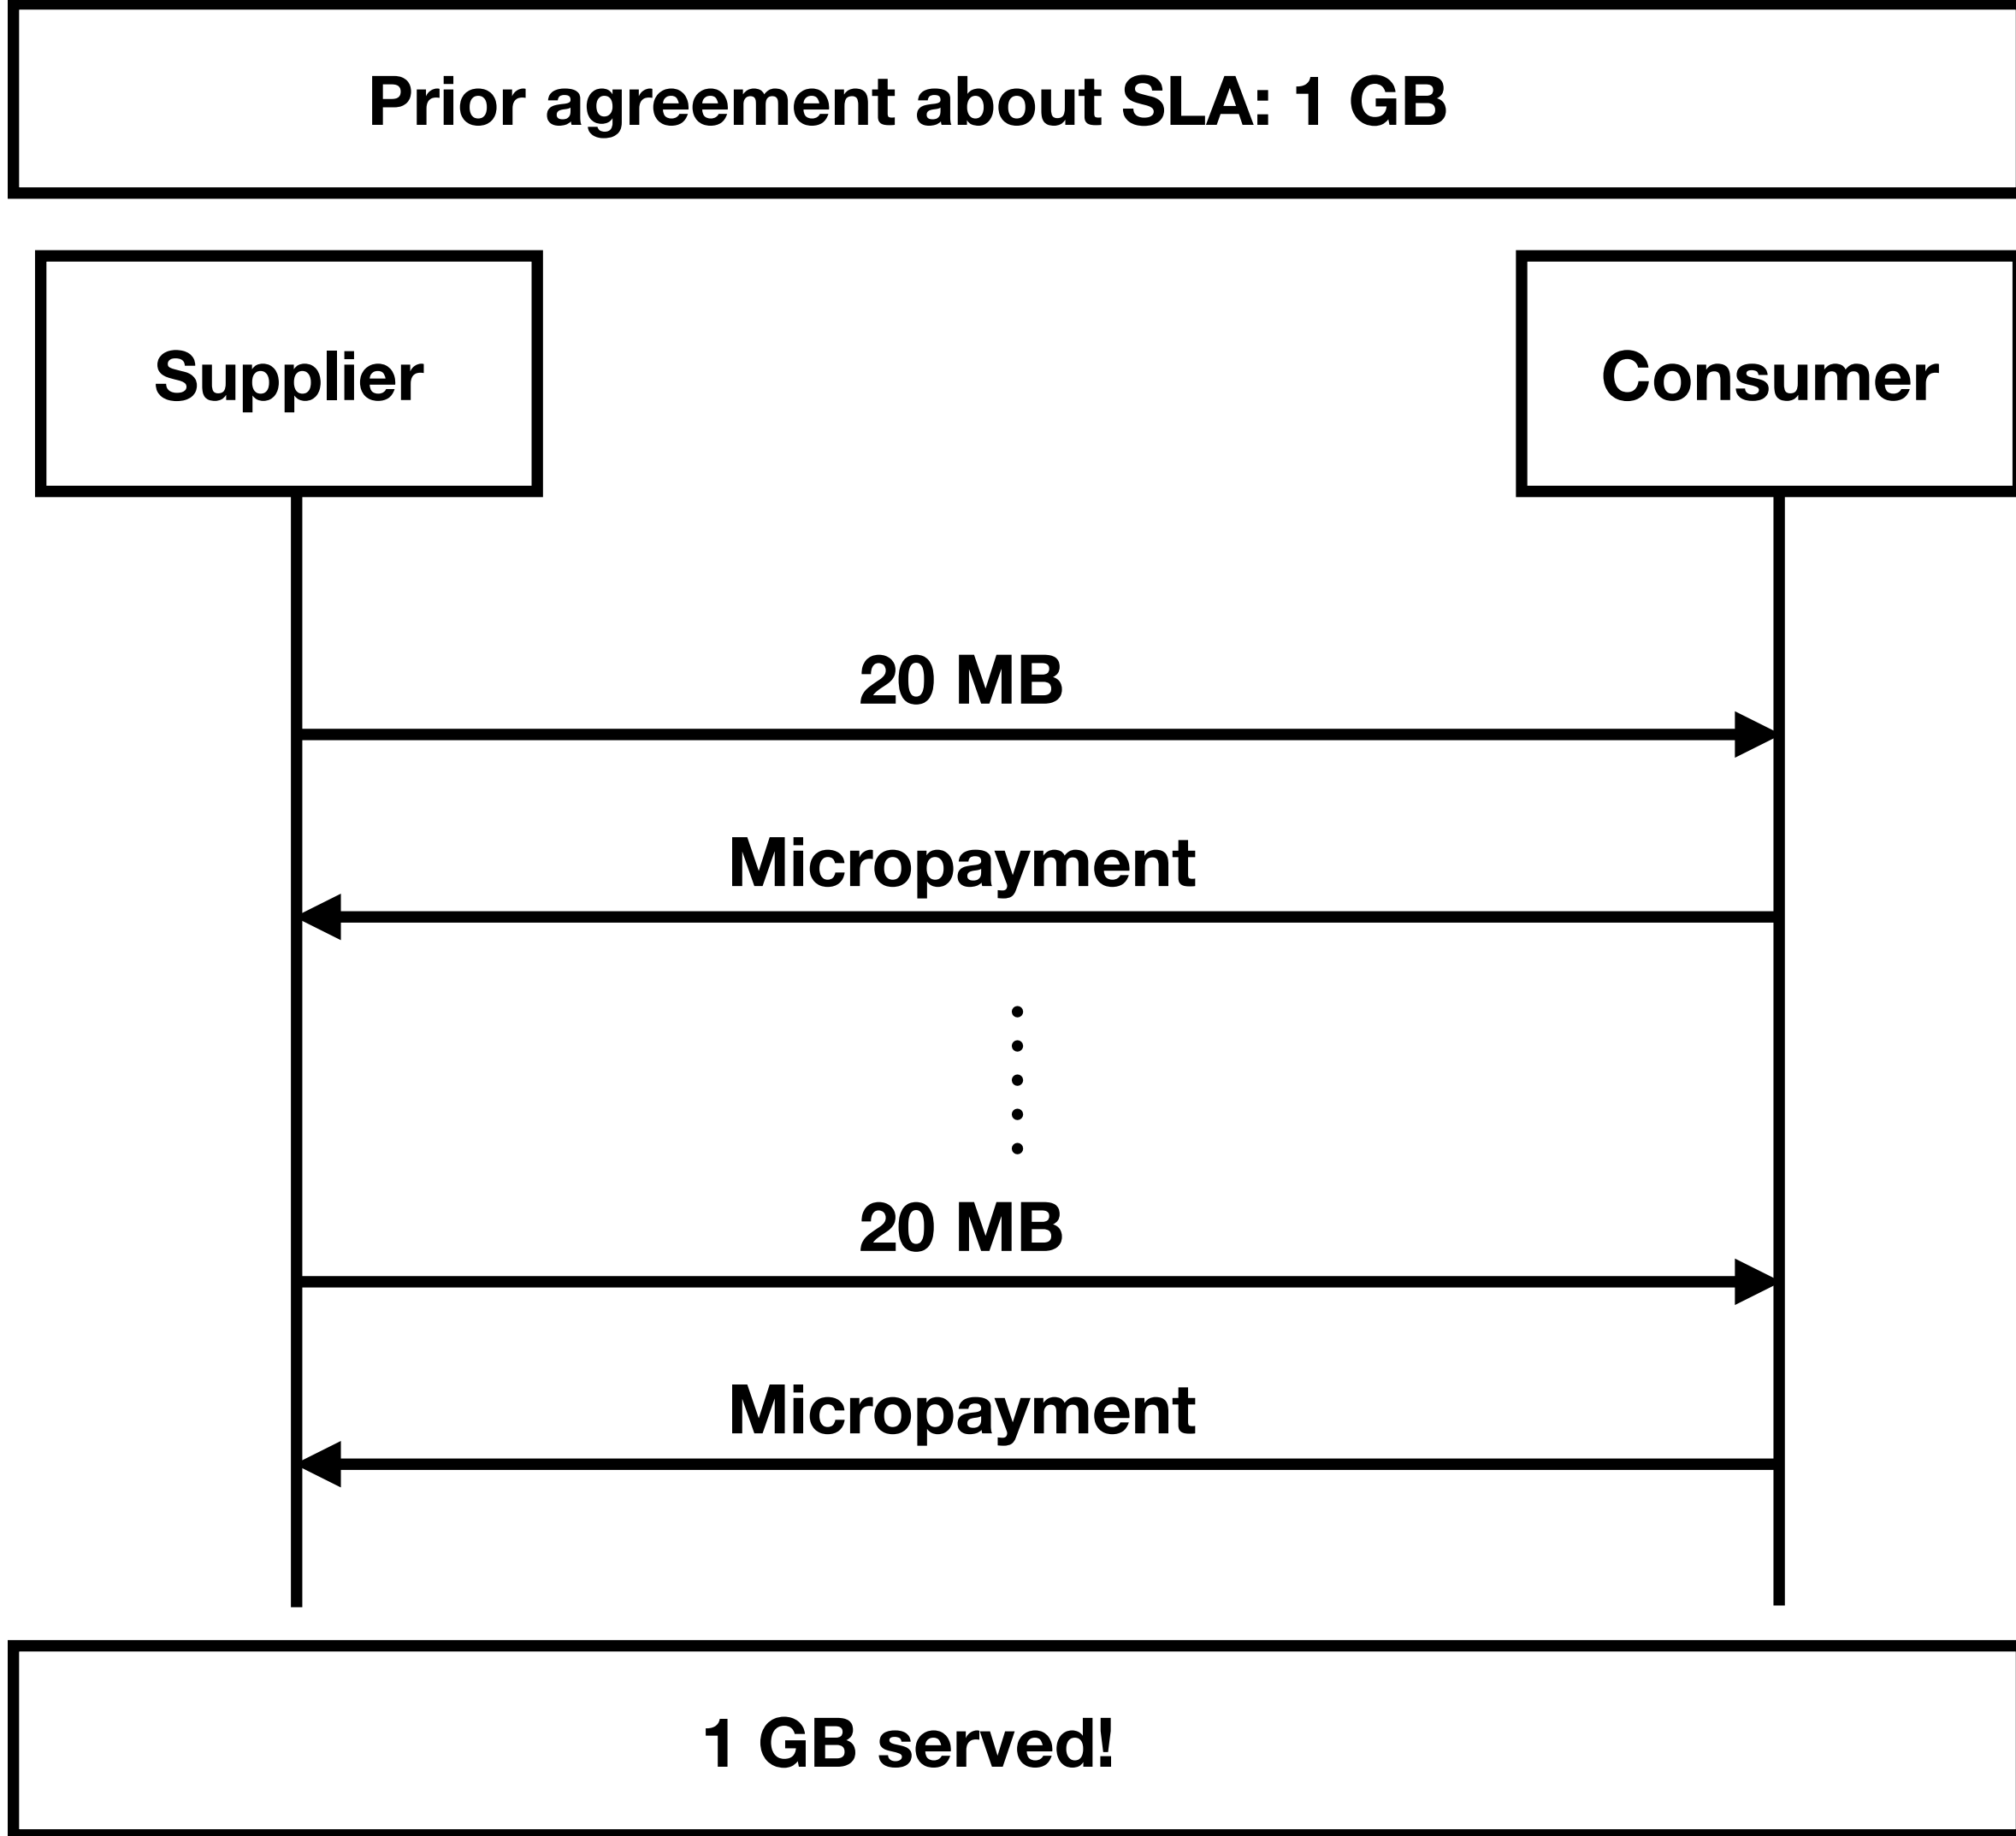 Prior agreement about SLA: 1 GB
Supplier
Consumer
20 MB
Micropayment
20 MB
Micropayment
1 GB served!